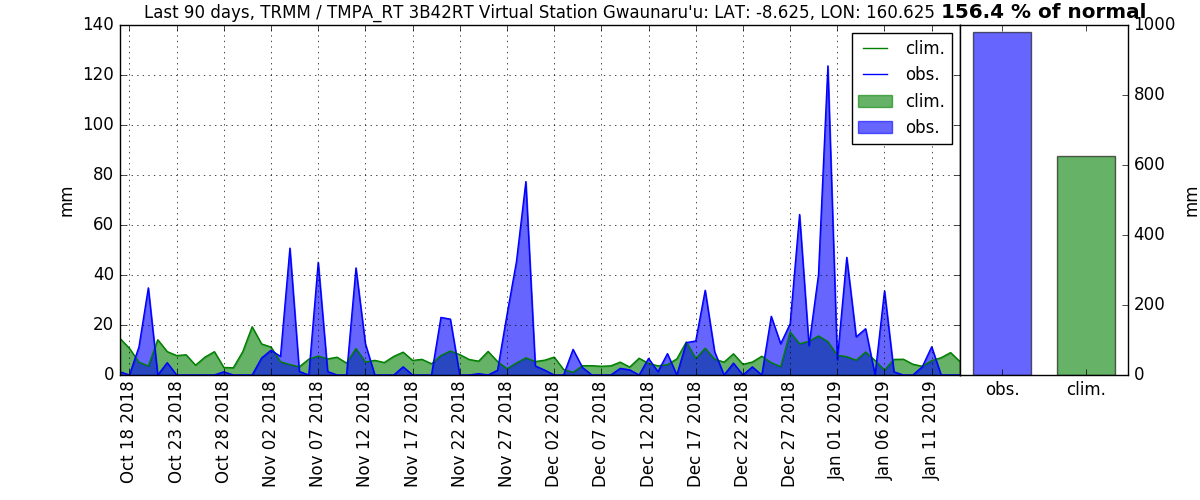 Last 90 days, TRMM / TMPA_RT 3B42RT Virtual Station Gwaunaru'u: LAT: -8.625, LON: 160.625 156.4 % of normal
140
120
100
80
60
40
20
0
mm
clim.
obs.
clim.
obs.
1000
800
600
400
200
0
mm
Oct 18 2018
Oct 23 2018
Oct 28 2018
Nov 02 2018
Nov 07 2018
Nov 12 2018
Nov 17 2018
Nov 22 2018
Nov 27 2018
Dec 02 2018
Dec 07 2018
Dec 12 2018
Dec 17 2018
Dec 22 2018
Dec 27 2018
Jan 01 2019
Jan 06 2019
Jan 11 2019
obs.
clim.